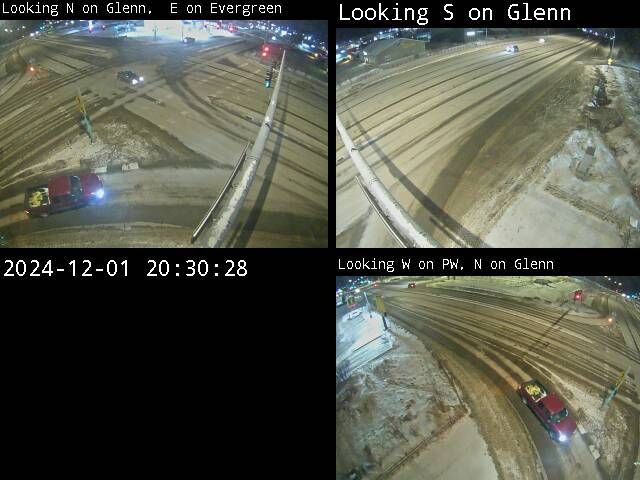 Looking N on Glenn,  E on Evergreen
Looking S on Glenn
2024-12-01 20:30:28
Looking W on PW, N on Glenn